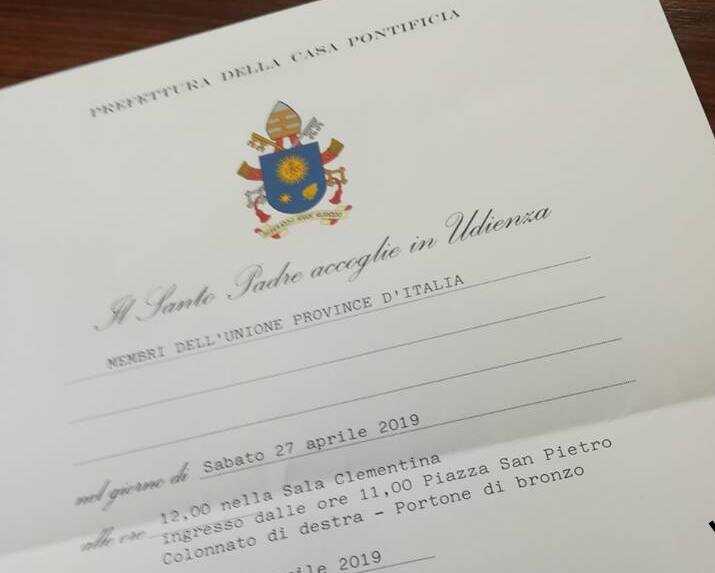 PREFETTURA DELLA CASA PONTIFICIA
Il Santo Padre accoglie in Udienza
MEMBRI DELL'UNIONE PROVINCE D'ITALIA
nel giorno di Sabato 27 aprile 2019
alle ore 12,00 nella Sala Clementina
ingresso dalle ore 11,00 Piazza San Pietro
Colonnato di destra - Portone di bronzo
2019